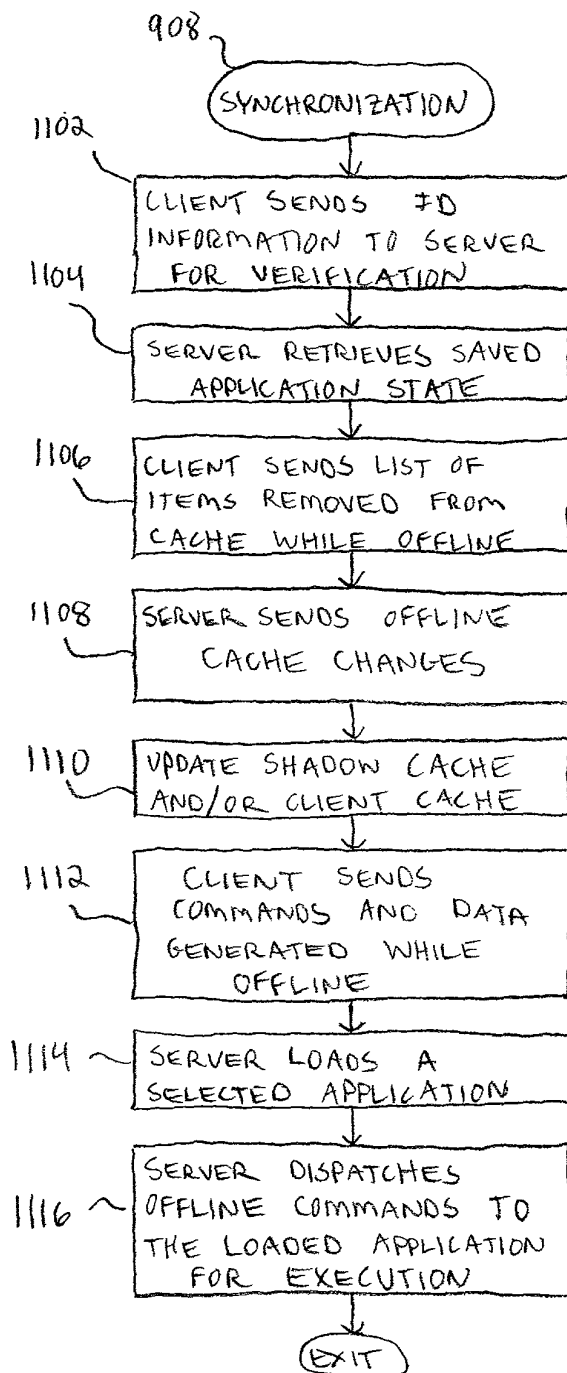 908
SYNCHRONIZATION
1102
CLIENT SENDS ID
INFORMATION TO SERVER
FOR VERIFICATION
1104
SERVER RETRIEVES SAVED
APPLICATION STATE
1106
CLIENT SENDS LIST OF
ITEMS REMOVED FROM
CACHE WHILE OFFLINE
1108
SERVER SENDS OFFLINE
CACHE CHANGES
1110
UPDATE SHADOW CACHE
AND/OR CLIENT CACHE
1112
CLIENT SENDS
COMMANDS AND DATA
GENERATED WHILE
OFFLINE
1114
SERVER LOADS A
SELECTED APPLICATION
1116
SERVER DISPATCHES
OFFLINE COMMANDS TO
THE LOADED APPLICATION
FOR EXECUTION
EXIT